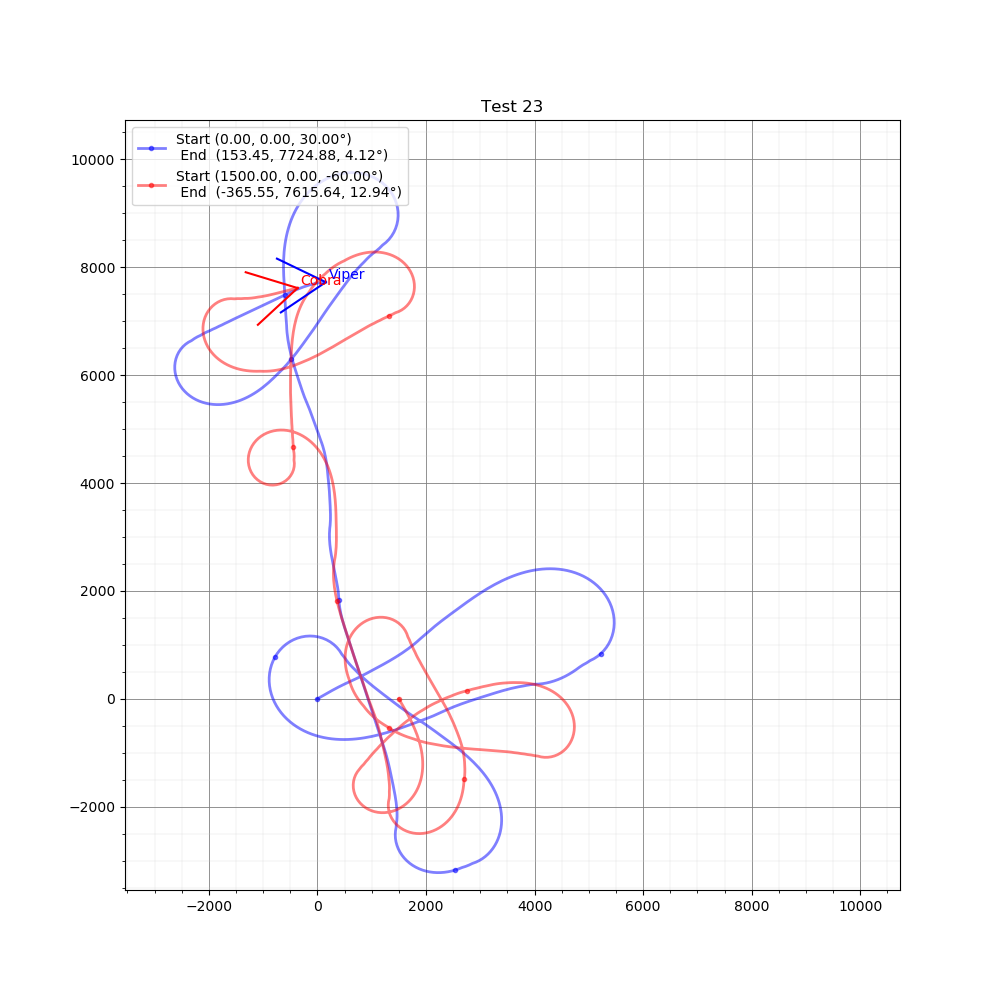 Test 23
Start (0.00, 0.00, 30.00°)
End (153.45, 7724.88, 4.12°)
Start (1500.00, 0.00, -60.00°)
End (-365.55, 7615.64, 12.94°)
10000
8000
6000
4000
2000
0
−2000
Viper
Cobra
−2000 0 2000 4000 6000 8000 10000